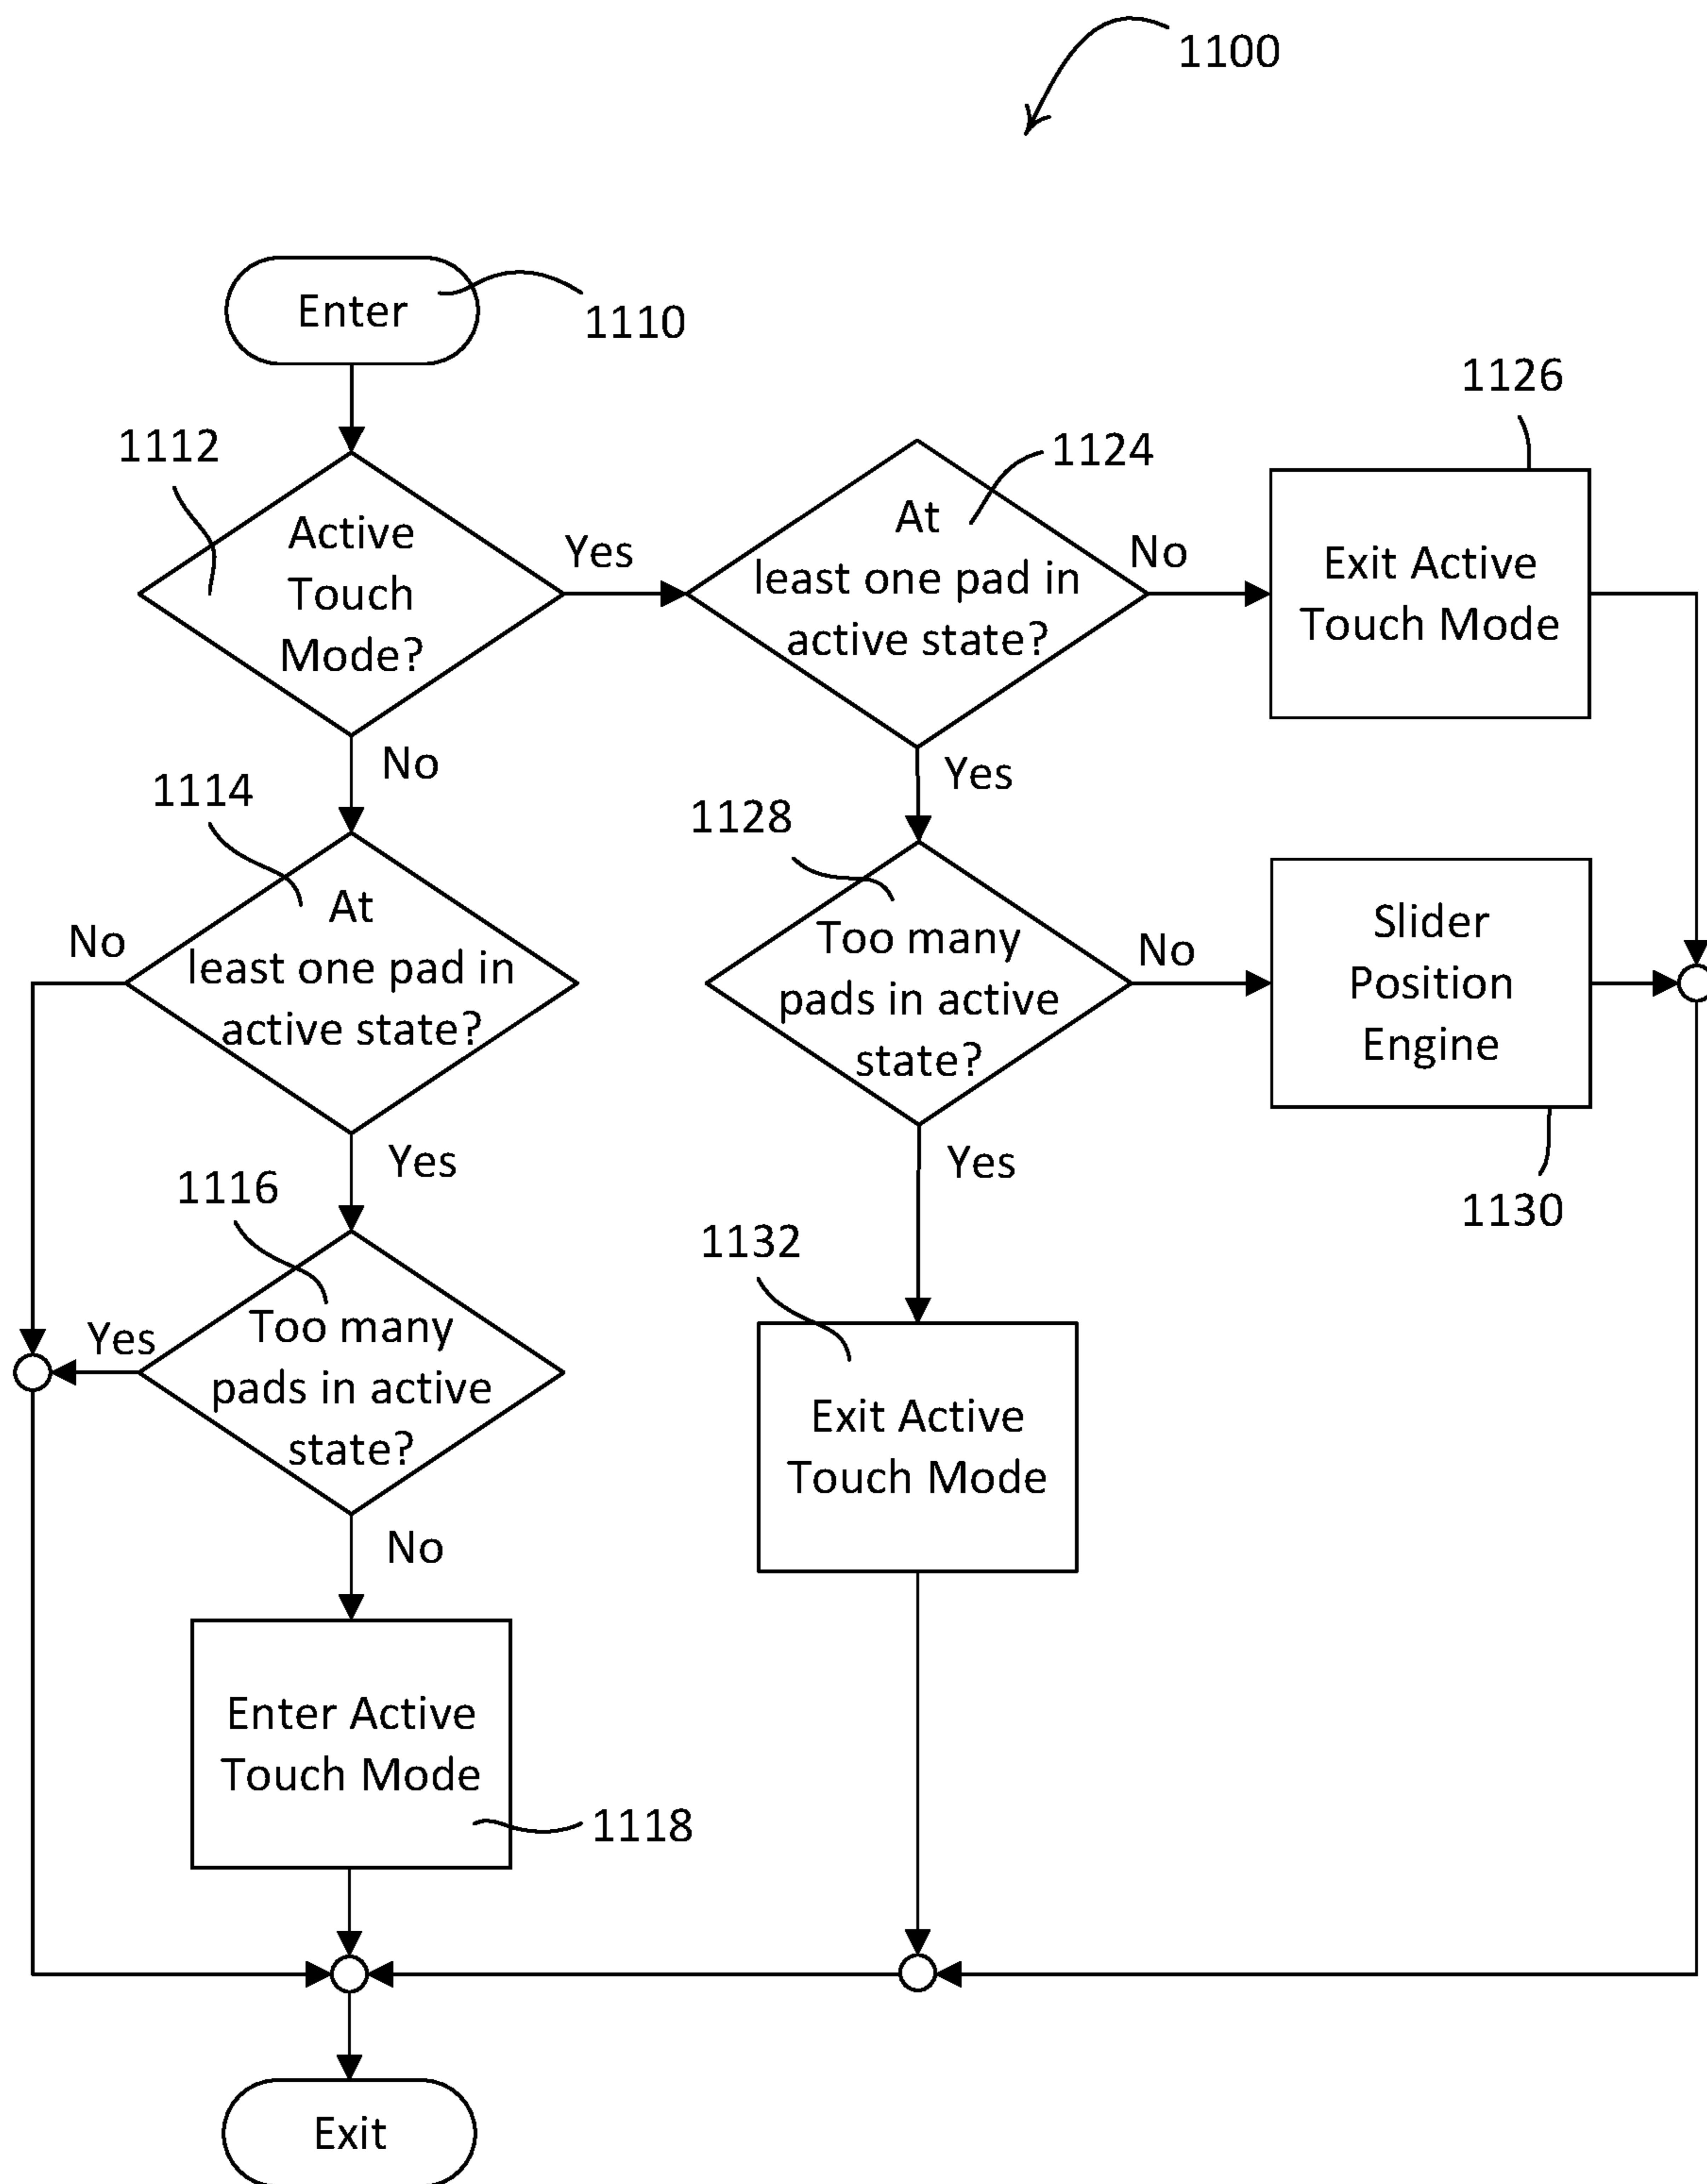 1100
Enter
1110
1112
Active
Touch
Mode?
Yes
No
1124
At
least one pad in
active state?
No
Yes
1126
Exit Active
Touch Mode
1114
At
least one pad in
active state?
No
Yes
1128
Too many
pads in active
state?
No
Yes
Slider
Position
Engine
1130
1116
Too many
pads in active
state?
Yes
No
1132
Exit Active
Touch Mode
Enter Active
Touch Mode
1118
Exit